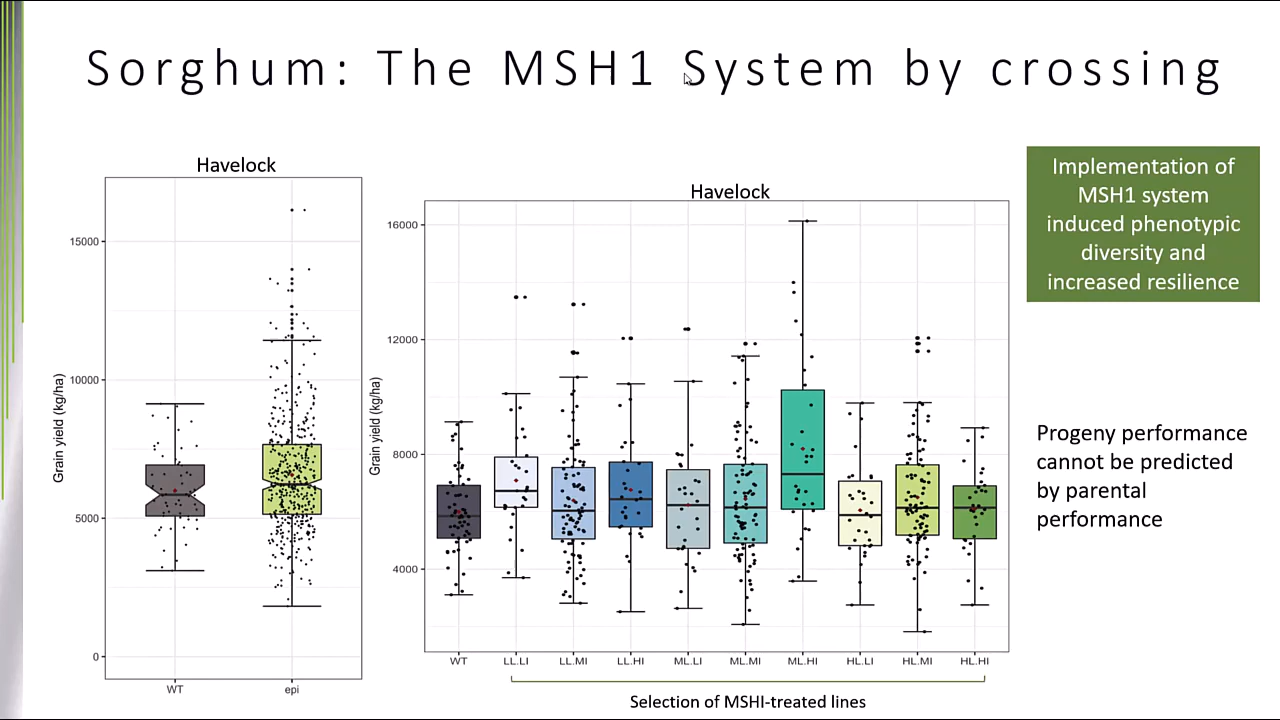 Sorghum: The MSH1 System by crossing
Havelock
Grain yield (kg/ha)
15000
10000
5000
0
WT epi
Havelock
Grain yield (kg/ha)
16000
12000
8000
4000
WT LL.LI LL.MI LL.HI ML.LI ML.MI ML.HI HL.LI HL.MI HL.HI
Selection of MSHI-treated lines
Implementation of
MSH1 system
induced phenotypic
diversity and
increased resilience
Progeny performance
cannot be predicted
by parental
performance